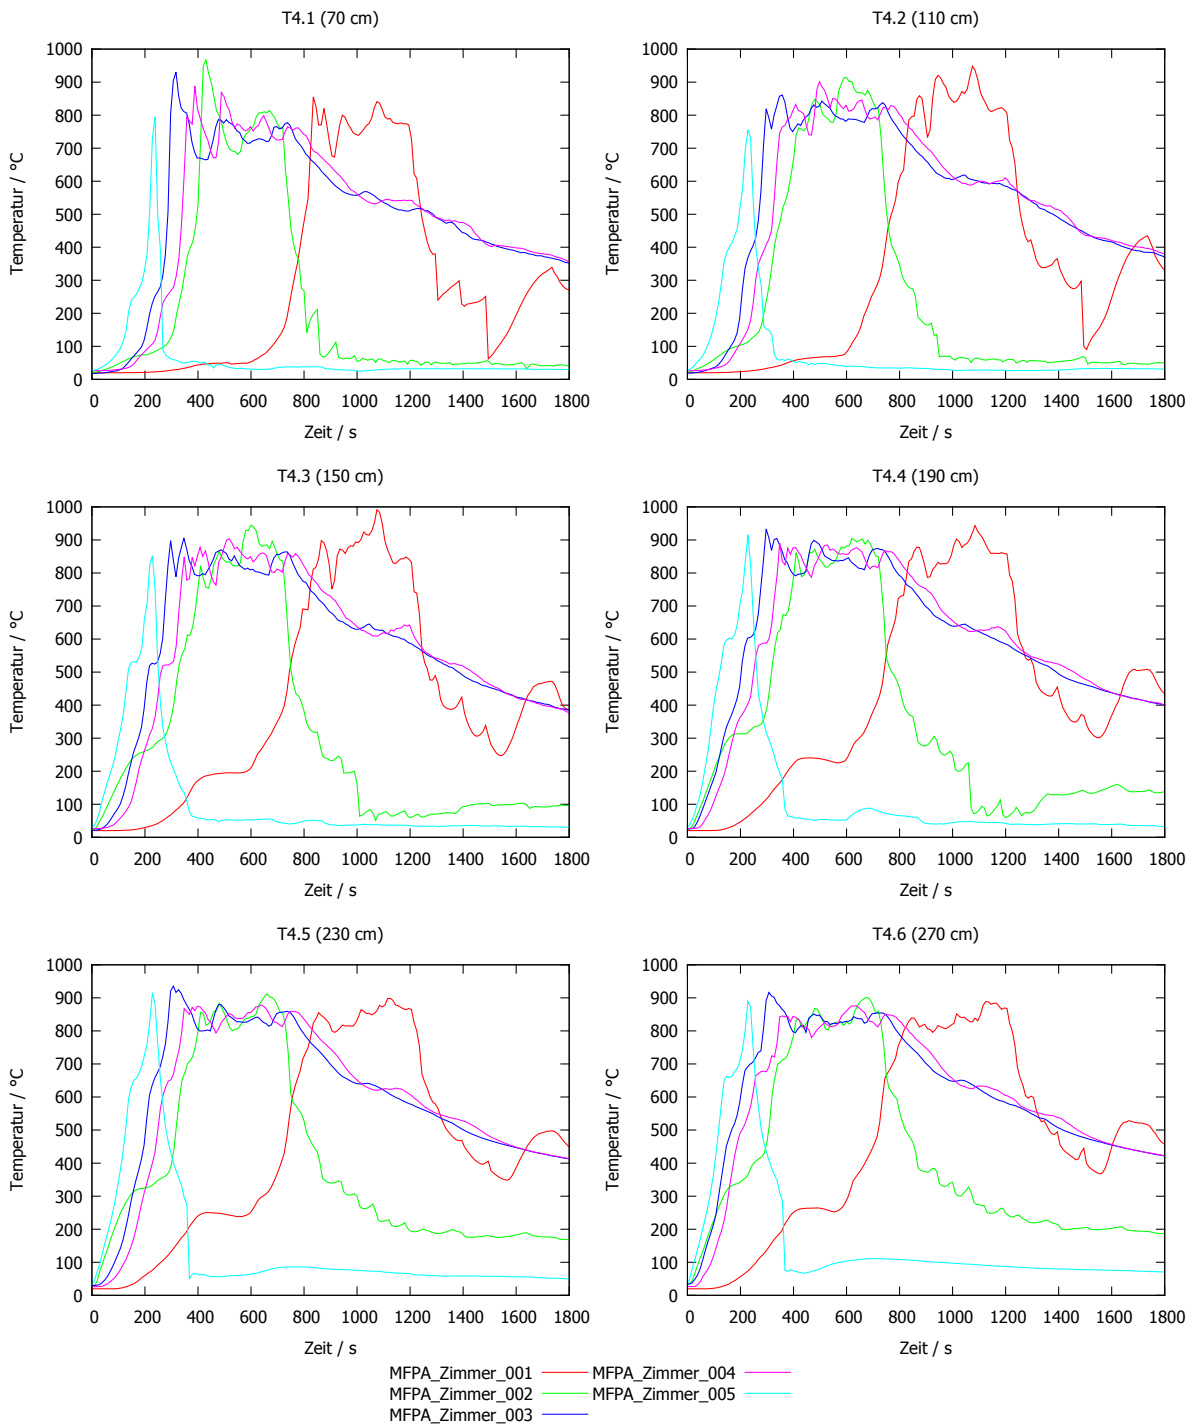 T4.1 (70 cm)
1000
900
800
700
600
500
400
300
200
100
0
Temperatur / °C
0 200 400 600 800 1000 1200 1400 1600 1800
Zeit / s
T4.2 (110 cm)
1000
900
800
700
600
500
400
300
200
100
0
Temperatur / °C
0 200 400 600 800 1000 1200 1400 1600 1800
Zeit / s
T4.3 (150 cm)
1000
900
800
700
600
500
400
300
200
100
0
Temperatur / °C
0 200 400 600 800 1000 1200 1400 1600 1800
Zeit / s
T4.4 (190 cm)
1000
900
800
700
600
500
400
300
200
100
0
Temperatur / °C
0 200 400 600 800 1000 1200 1400 1600 1800
Zeit / s
T4.5 (230 cm)
1000
900
800
700
600
500
400
300
200
100
0
Temperatur / °C
0 200 400 600 800 1000 1200 1400 1600 1800
Zeit / s
T4.6 (270 cm)
1000
900
800
700
600
500
400
300
200
100
0
Temperatur / °C
0 200 400 600 800 1000 1200 1400 1600 1800
Zeit / s
MFPA_Zimmer_001
MFPA_Zimmer_002
MFPA_Zimmer_003
MFPA_Zimmer_004
MFPA_Zimmer_005